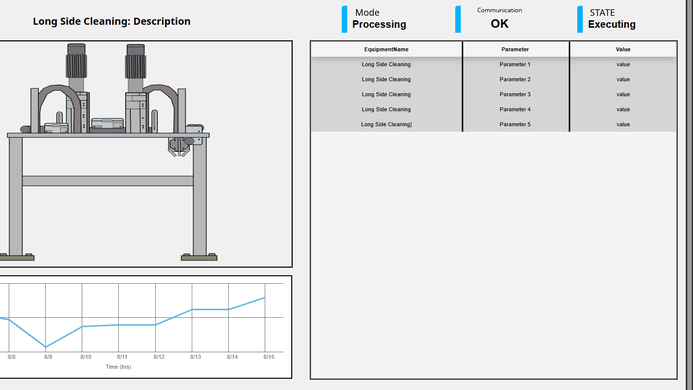 Long Side Cleaning: Description
Mode
Processing
Communication
OK
STATE
Executing
EquipmentName Parameter Value
Long Side Cleaning Parameter 1 value
Long Side Cleaning Parameter 2 value
Long Side Cleaning Parameter 3 value
Long Side Cleaning Parameter 4 value
Long Side Cleaning] Parameter 5 value
8/8 8/9 8/10 8/11 8/12 8/13 8/14 8/15
Time (hrs)